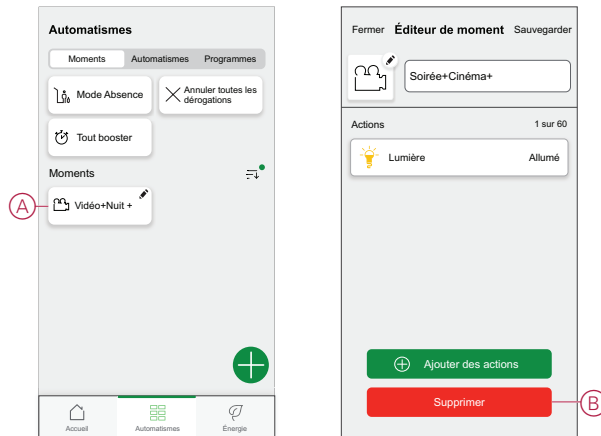 Automatismes
Moments Automatismes Programmes
Mode Absence
Annuler toutes les
dérogations
Tout booster
Moments
A
Vidéo+Nuit +
Accueil Automatismes Énergie
Fermer Éditeur de moment Sauvegarder
Soirée+Cinéma+
Actions 1 sur 60
Lumière Allumé
Ajouter des actions
Supprimer
B